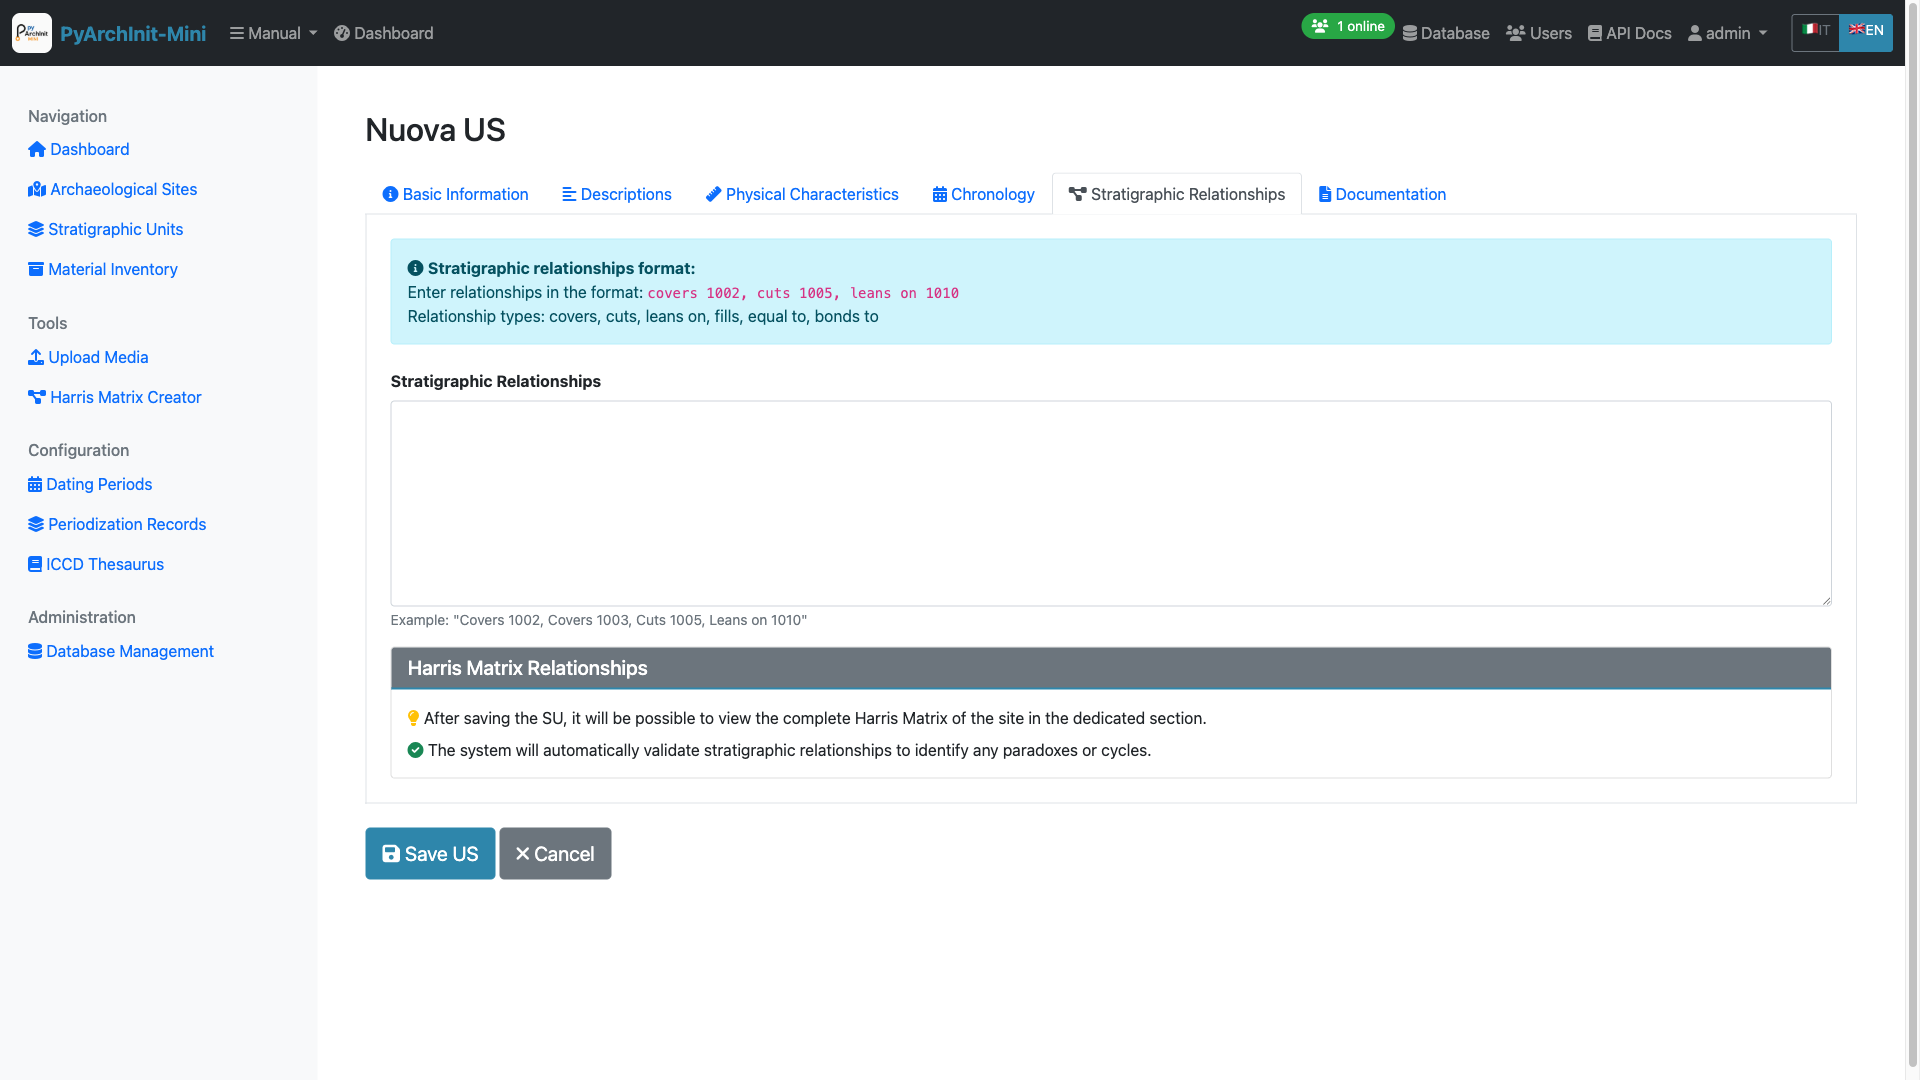 PyArchInit-Mini
Manual
Dashboard
1 online
Database
Users
API Docs
admin
IT
EN
Navigation
Dashboard
Archaeological Sites
Stratigraphic Units
Material Inventory
Tools
Upload Media
Harris Matrix Creator
Configuration
Dating Periods
Periodization Records
ICCD Thesaurus
Administration
Database Management
Nuova US
Basic Information
Descriptions
Physical Characteristics
Chronology
Stratigraphic Relationships
Documentation
Stratigraphic relationships format:
Enter relationships in the format: covers 1002, cuts 1005, leans on 1010
Relationship types: covers, cuts, leans on, fills, equal to, bonds to
Stratigraphic Relationships
Example: "Covers 1002, Covers 1003, Cuts 1005, Leans on 1010"
Harris Matrix Relationships
After saving the SU, it will be possible to view the complete Harris Matrix of the site in the dedicated section.
The system will automatically validate stratigraphic relationships to identify any paradoxes or cycles.
Save US
Cancel